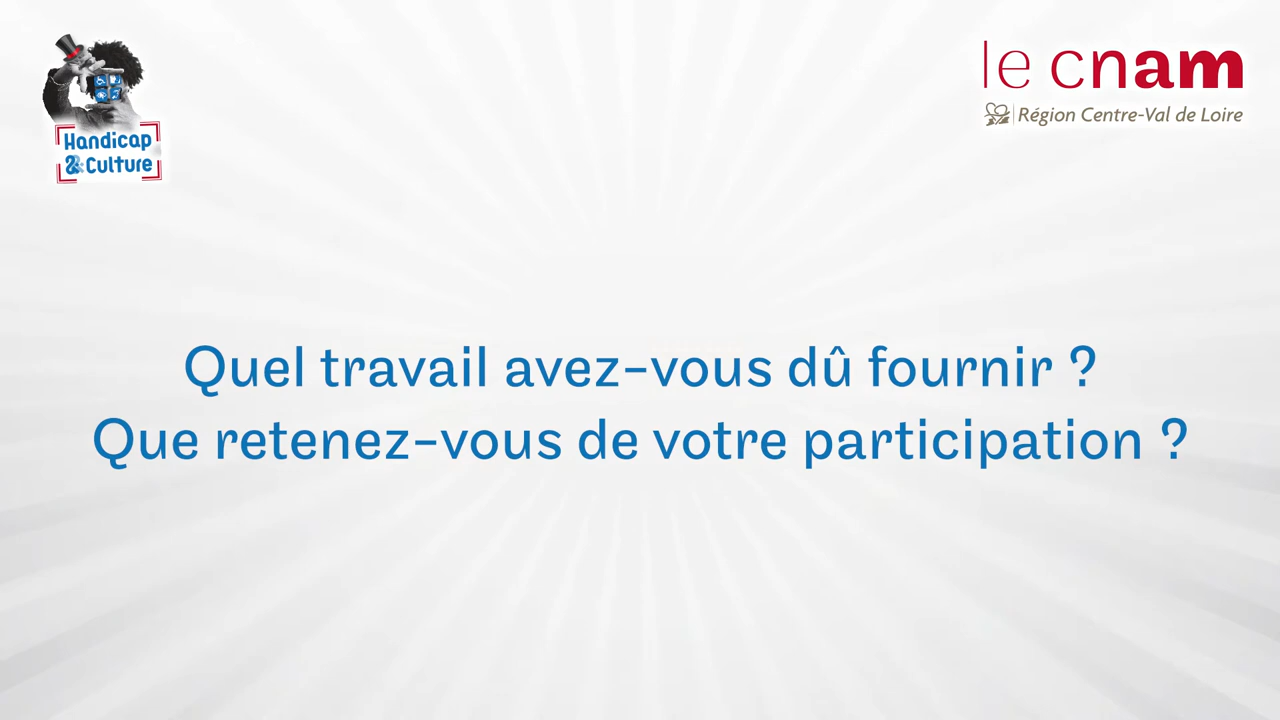 Handicap
& Culture
le cnam
Région Centre-Val de Loire
Quel travail avez-vous dû fournir ?
Que retenez-vous de votre participation ?